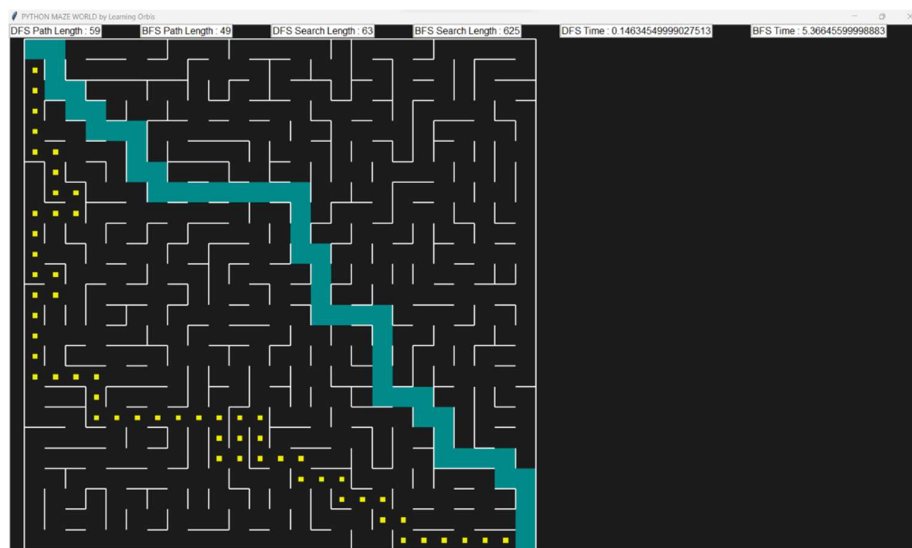 PYTHON MAZE WORLD by Learning Orbis
DFS Path Length : 59 BFS Path Length : 49 DFS Search Length : 63 BFS Search Length : 625 DFS Time : 0.14634549999027513 BFS Time : 5.36645599998883